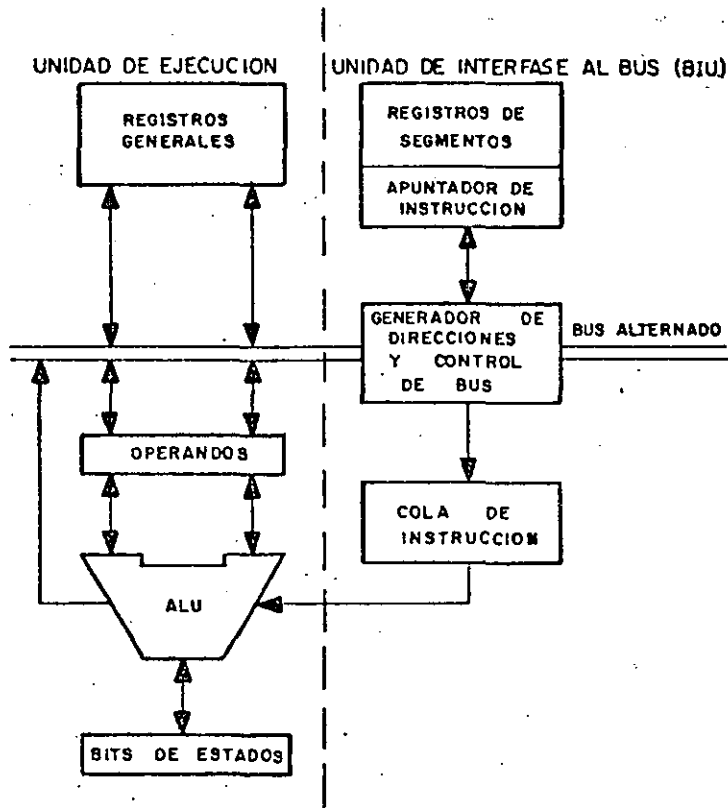 UNIDAD DE EJECUCION
UNIDAD DE INTERFASE AL BUS (BIU)
REGISTROS
GENERALES
REGISTROS DE
SEGMENTOS
APUNTADOR DE
INSTRUCCION
GENERADOR DE
DIRECCIONES
Y CONTROL
DE BUS
BUS ALTERNADO
OPERANDOS
COLA DE
INSTRUCCION
ALU
BITS DE ESTADOS